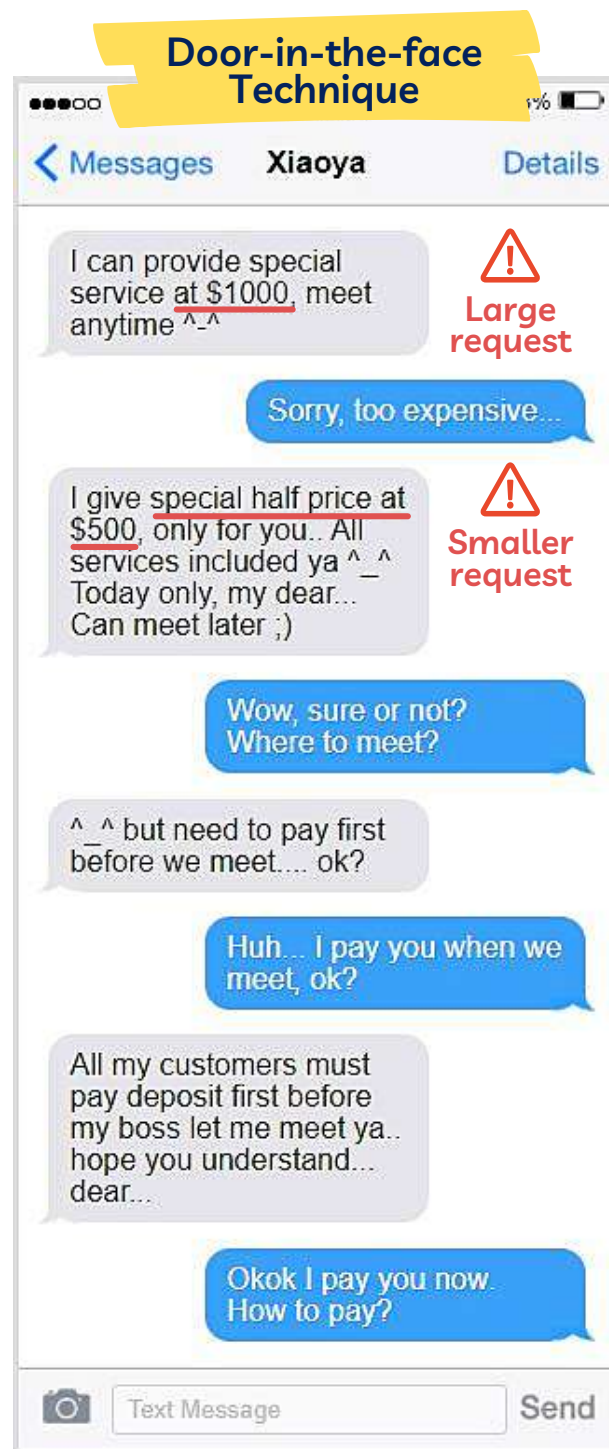 Door-in-the-face
Technique
%
Messages
Xiaoya
Details
I can provide special
service at $1000, meet
anytime ^-^
Large
request
Sorry, too expensive...
I give special half price at
$500, only for you.. All
services included ya ^_^
Today only, my dear...
Can meet later ;)
Smaller
request
Wow, sure or not?
Where to meet?
^_^ but need to pay first
before we meet.... ok?
Huh... I pay you when we
meet, ok?
All my customers must
pay deposit first before
my boss let me meet ya..
hope you understand...
dear...
Okok I pay you now.
How to pay?
Text Message
Send